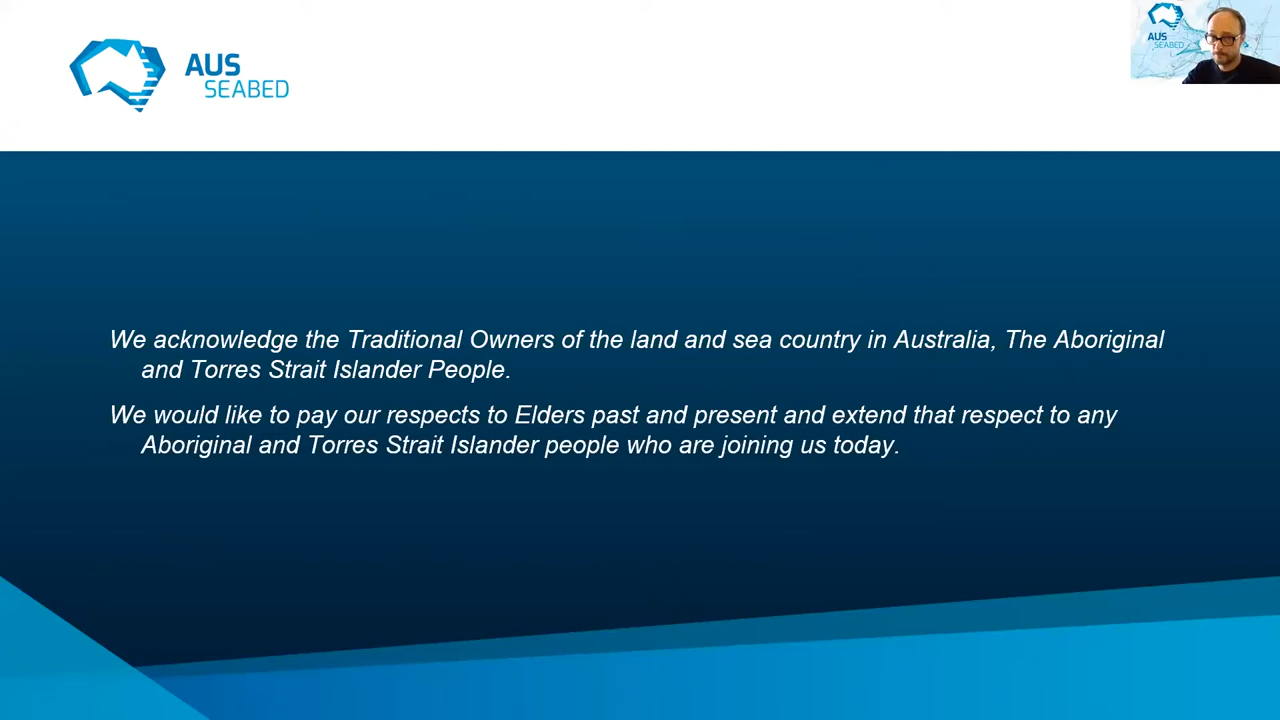 AUS
SEABED
AUS
SEABED
We acknowledge the Traditional Owners of the land and sea country in Australia, The Aboriginal
and Torres Strait Islander People.
We would like to pay our respects to Elders past and present and extend that respect to any
Aboriginal and Torres Strait Islander people who are joining us today.